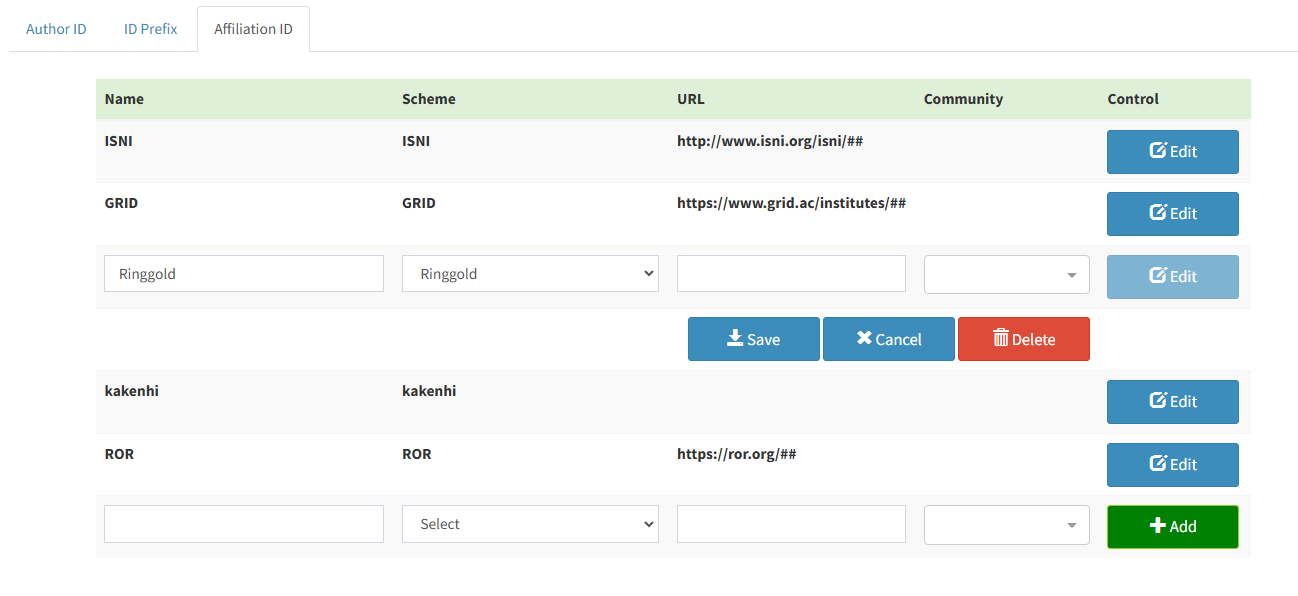 Author ID ID Prefix Affiliation ID
Name Scheme URL Community Control
ISNI ISNI http://www.isni.org/isni/## Edit
GRID GRID https://www.grid.ac/institutes/## Edit
Ringgold Ringgold Edit
Save Cancel Delete
kakenhi kakenhi Edit
ROR ROR https://ror.org/## Edit
Select Add